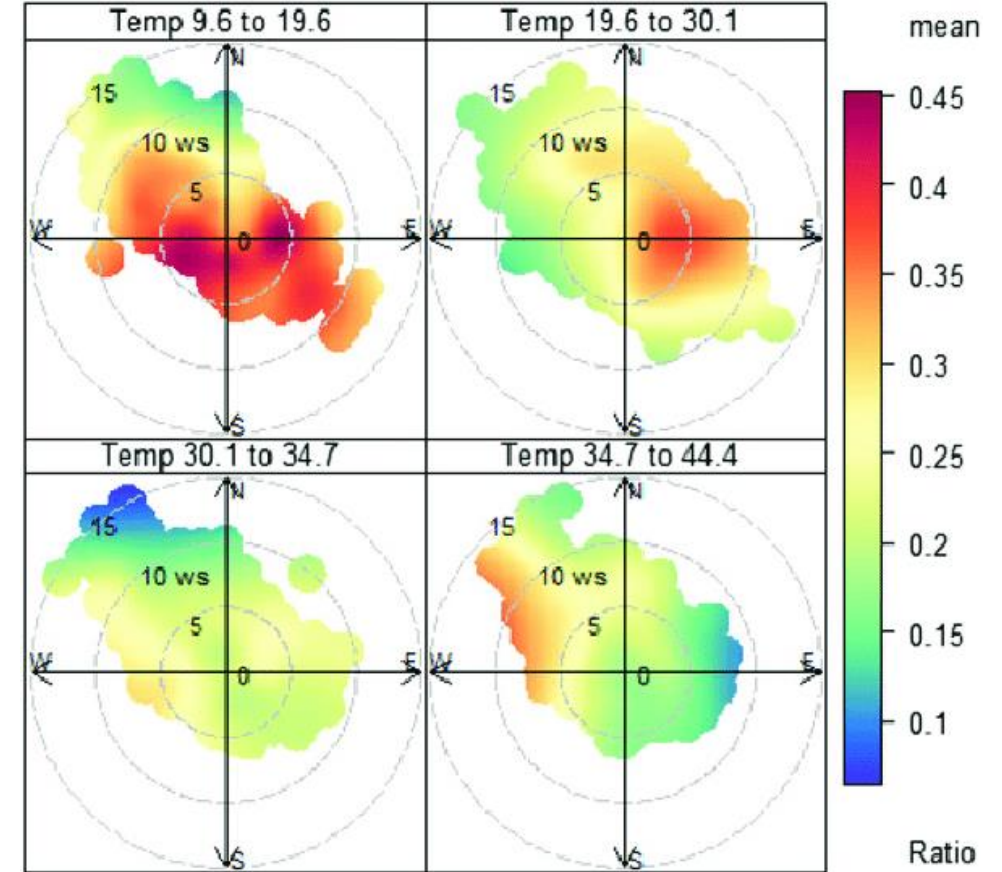 Temp 9.6 to 19.6
Temp 19.6 to 30.1
mean
N
15
10 ws
5
0
W
E
S
N
15
10 ws
5
0
W
E
S
0.45
0.4
0.35
0.3
0.25
0.2
0.15
0.1
Temp 30.1 to 34.7
Temp 34.7 to 44.4
N
15
10 ws
5
0
W
E
S
N
15
10 ws
5
0
W
E
S
Ratio